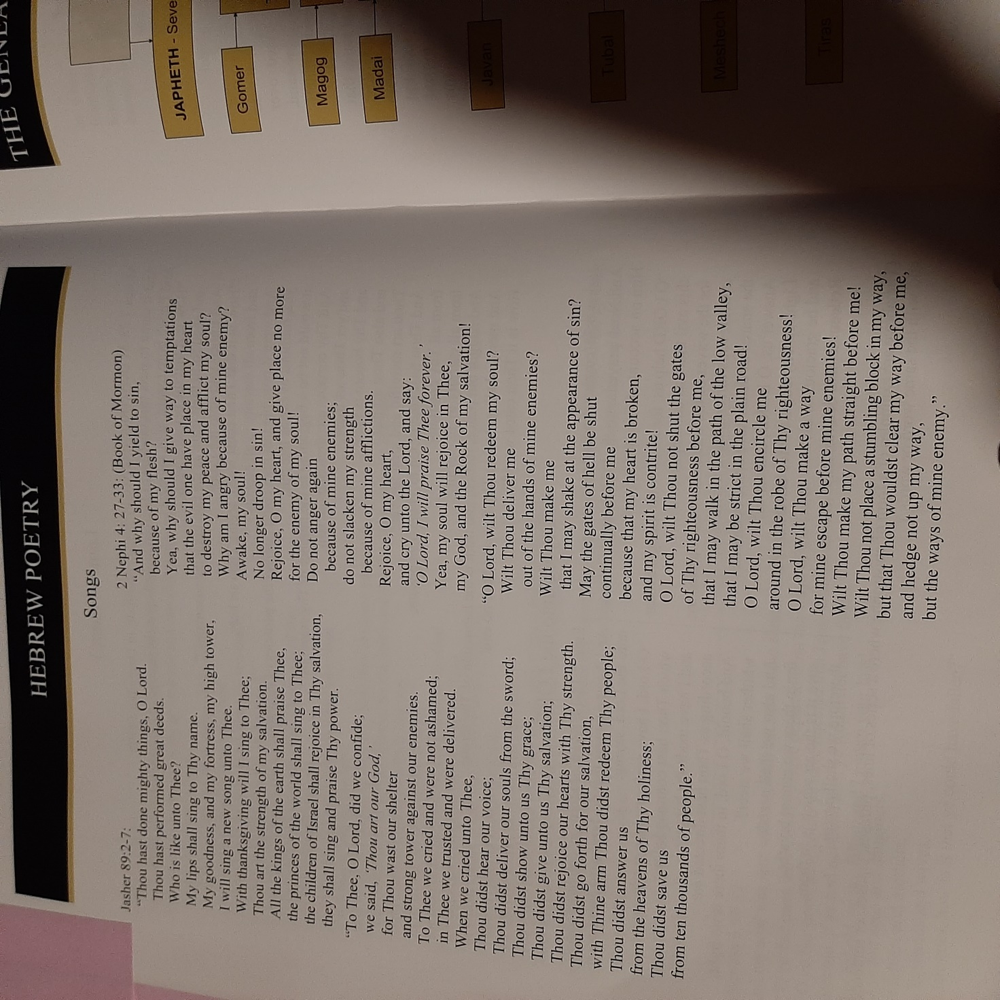 HEBREW POETRY
Songs
Jasher 89:2-7:
“Thou hast done mighty things, O Lord.
Thou hast performed great deeds.
Who is like unto Thee?
My lips shall sing to Thy name.
My goodness, and my fortress, my high tower,
I will sing a new song unto Thee.
With thanksgiving will I sing to Thee;
Thou art the strength of my salvation.
All the kings of the earth shall praise Thee,
the princes of the world shall sing to Thee;
the children of Israel shall rejoice in Thy salvation,
they shall sing and praise Thy power.
“To Thee, O Lord, did we confide;
we said, ‘Thou art our God,’
for Thou wast our shelter
and strong tower against our enemies.
To Thee we cried and were not ashamed;
in Thee we trusted and were delivered.
When we cried unto Thee,
Thou didst hear our voice;
Thou didst deliver our souls from the sword;
Thou didst show unto us Thy grace;
Thou didst give unto us Thy salvation;
Thou didst rejoice our hearts with Thy strength.
Thou didst go forth for our salvation,
with Thine arm Thou didst redeem Thy people;
Thou didst answer us
from the heavens of Thy holiness;
Thou didst save us
from ten thousands of people.”
2 Nephi 4: 27-33: (Book of Mormon)
“And why should I yield to sin,
because of my flesh?
Yea, why should I give way to temptations
that the evil one have place in my heart
to destroy my peace and afflict my soul?
Why am I angry because of mine enemy?
Awake, my soul!
No longer droop in sin!
Rejoice, O my heart, and give place no more
for the enemy of my soul!
Do not anger again
because of mine enemies;
do not slacken my strength
because of mine afflictions.
Rejoice, O my heart,
and cry unto the Lord, and say:
‘O Lord, I will praise Thee forever.’
Yea, my soul will rejoice in Thee,
my God, and the Rock of my salvation!
“O Lord, wilt Thou redeem my soul?
Wilt Thou deliver me
out of the hands of mine enemies?
Wilt Thou make me
that I may shake at the appearance of sin?
May the gates of hell be shut
continually before me
because that my heart is broken,
and my spirit is contrite!
O Lord, wilt Thou not shut the gates
of Thy righteousness before me,
that I may walk in the path of the low valley,
that I may be strict in the plain road!
O Lord, wilt Thou encircle me
around in the robe of Thy righteousness!
O Lord, wilt Thou make a way
for mine escape before mine enemies!
Wilt Thou make my path straight before me!
Wilt Thou not place a stumbling block in my way,
but that Thou wouldst clear my way before me,
and hedge not up my way,
but the ways of mine enemy.”
THE GENEA
JAPHETH - Seve
Gomer
Magog
Madai
Javan
Tubal
Meshech
Tiras